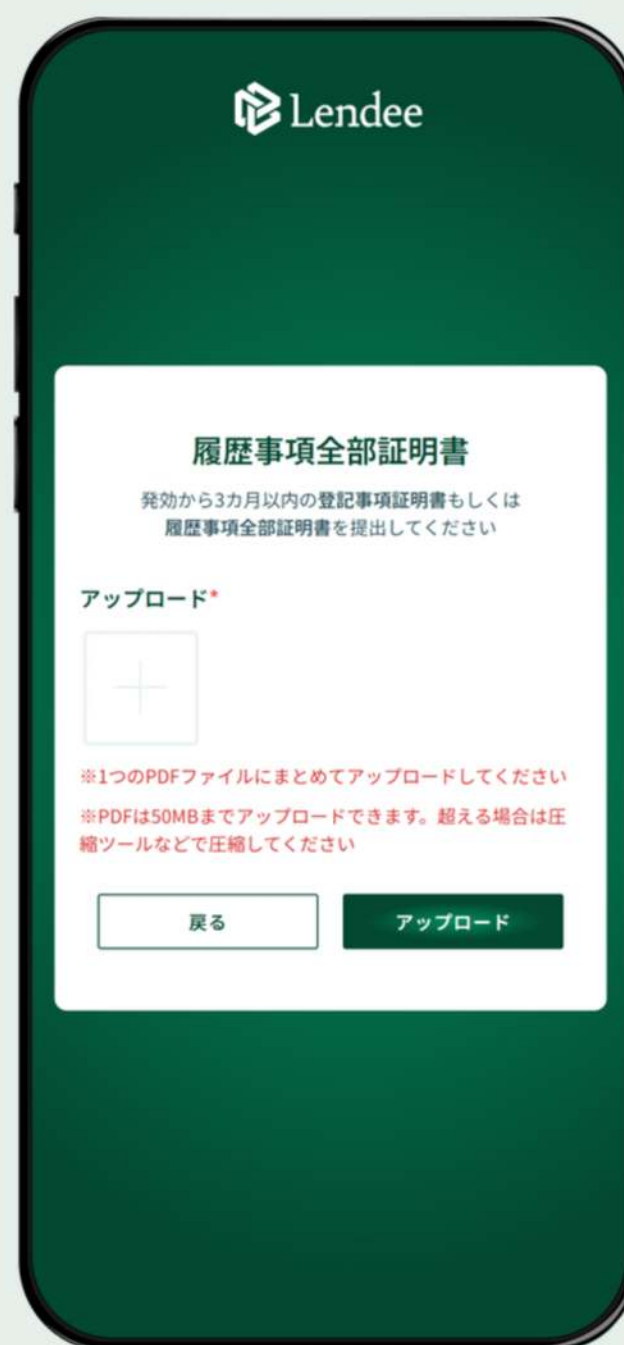 Lendee
履歴事項全部証明書
発効から3カ月以内の登記事項証明書もしくは
履歴事項全部証明書を提出してください
アップロード*
※1つのPDFファイルにまとめてアップロードしてください
※PDFは50MBまでアップロードできます。超える場合は圧
縮ツールなどで圧縮してください
戻る
アップロード